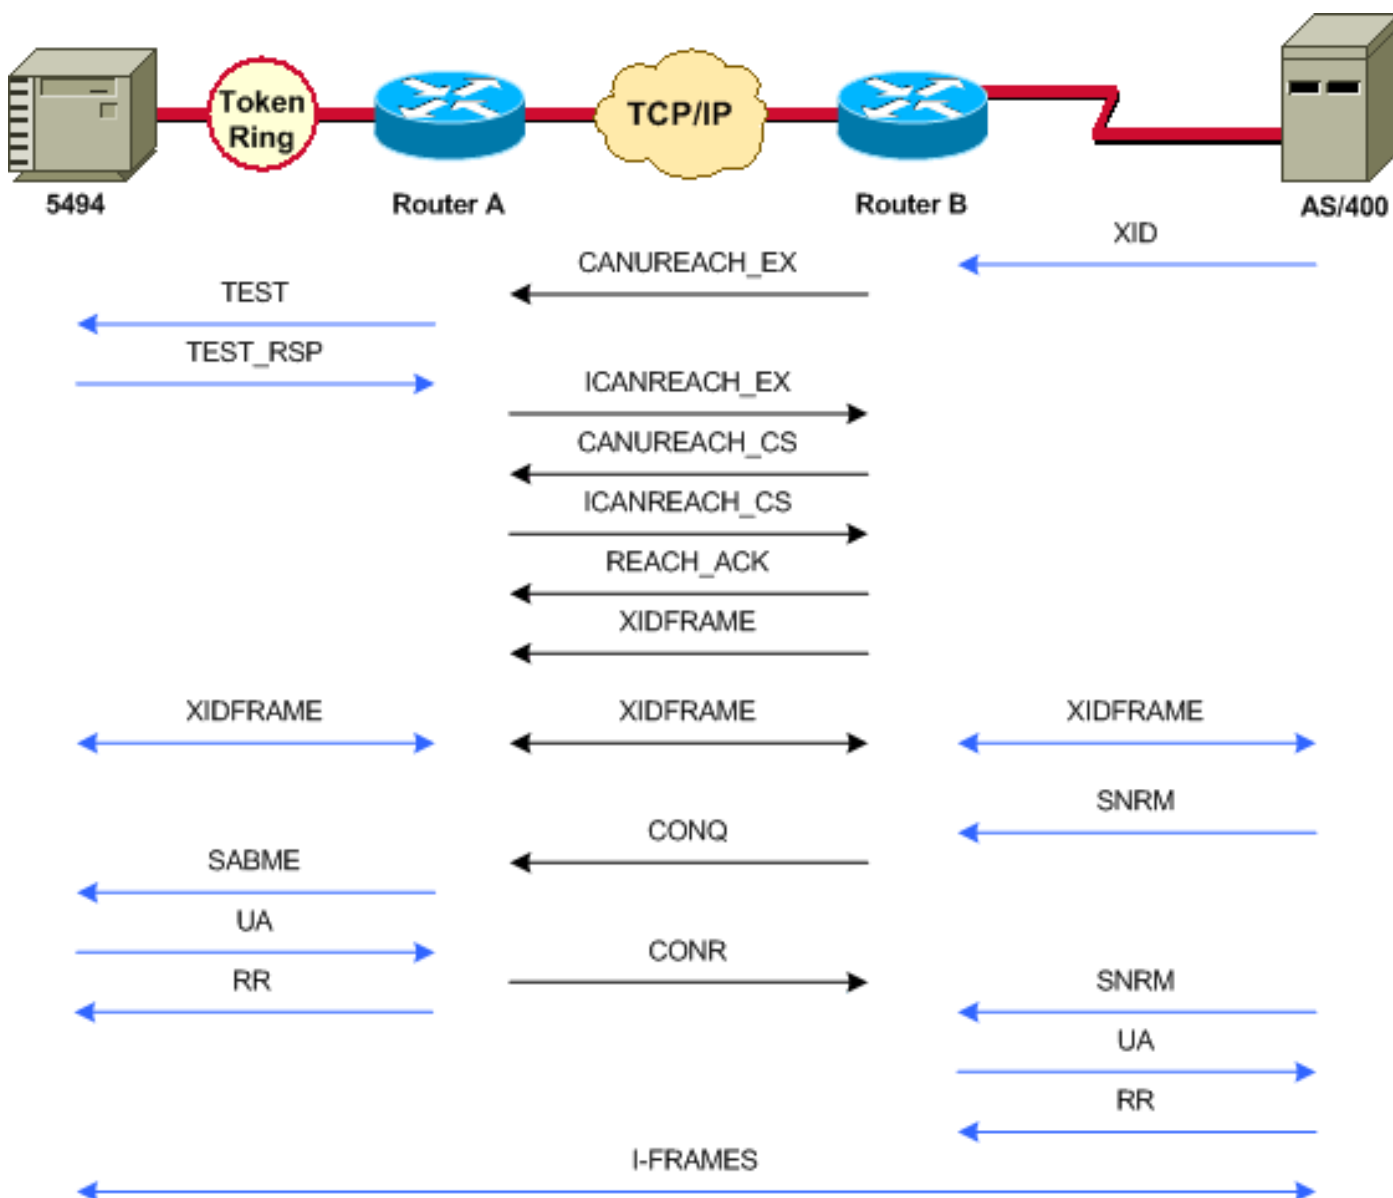 Token
Ring
TCP/IP
5494
Router A
Router B
AS/400
XID
CANUREACH_EX
TEST
TEST_RSP
ICANREACH_EX
CANUREACH_CS
ICANREACH_CS
REACH_ACK
XIDFRAME
XIDFRAME
XIDFRAME
XIDFRAME
SNRM
CONQ
SABME
UA
CONR
RR
SNRM
UA
RR
I-FRAMES